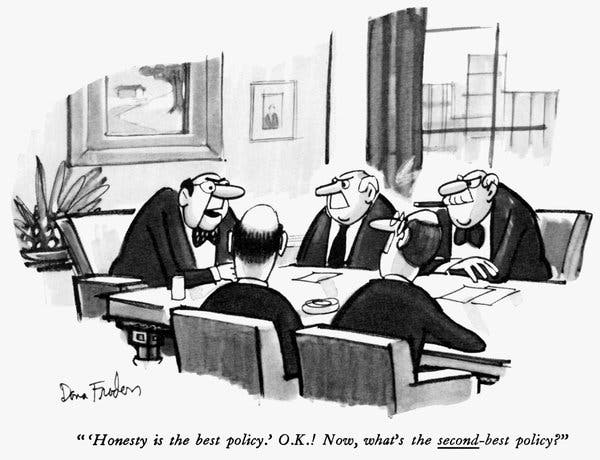 Dana Fradon
“ ‘Honesty is the best policy.’ O.K.! Now, what’s the second-best policy?”